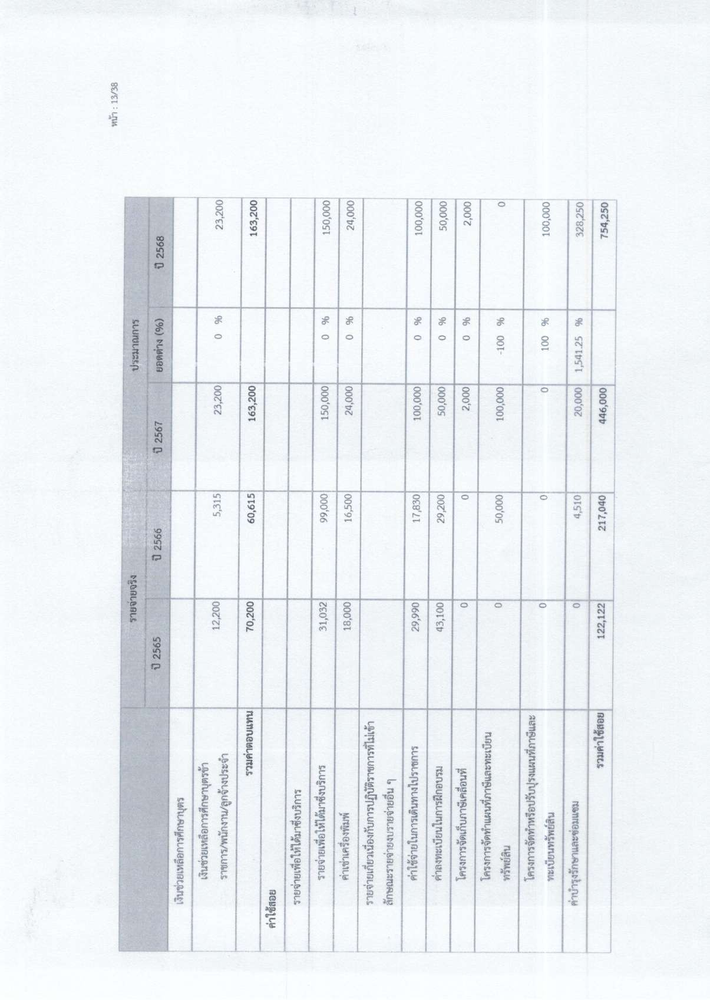 หน้า : 13/38
รายจ่ายจริง ประมาณการ
ปี 2565 ปี 2566 ปี 2567 ยอดต่าง (%) ปี 2568
เงินช่วยเหลือการศึกษาบุตร
เงินช่วยเหลือการศึกษาบุตรข้า
ราชการ/พนักงาน/ลูกจ้างประจำ 12,200 5,315 23,200 0 % 23,200
รวมค่าตอบแทน 70,200 60,615 163,200 163,200
ค่าใช้สอย
รายจ่ายเพื่อให้ได้มาซึ่งบริการ
รายจ่ายเพื่อให้ได้มาซึ่งบริการ 31,032 99,000 150,000 0 % 150,000
ค่าเช่าเครื่องพิมพ์ 18,000 16,500 24,000 0 % 24,000
รายจ่ายเกี่ยวเนื่องกับการปฏิบัติราชการที่ไม่เข้า
ลักษณะรายจ่ายงบรายจ่ายอื่น ๆ
ค่าใช้จ่ายในการเดินทางไปราชการ 29,990 17,830 100,000 0 % 100,000
ค่าลงทะเบียนในการฝึกอบรม 43,100 29,200 50,000 0 % 50,000
โครงการจัดเก็บภาษีเคลื่อนที่ 0 0 2,000 0 % 2,000
โครงการจัดทำแผนที่ภาษีและทะเบียน
ทรัพย์สิน 0 50,000 100,000 -100 % 0
โครงการจัดทำหรือปรับปรุงแผนที่ภาษีและ
ทะเบียนทรัพย์สิน 0 0 0 100 % 100,000
ค่าบำรุงรักษาและซ่อมแซม 0 4,510 20,000 1,541.25 % 328,250
รวมค่าใช้สอย 122,122 217,040 446,000 754,250